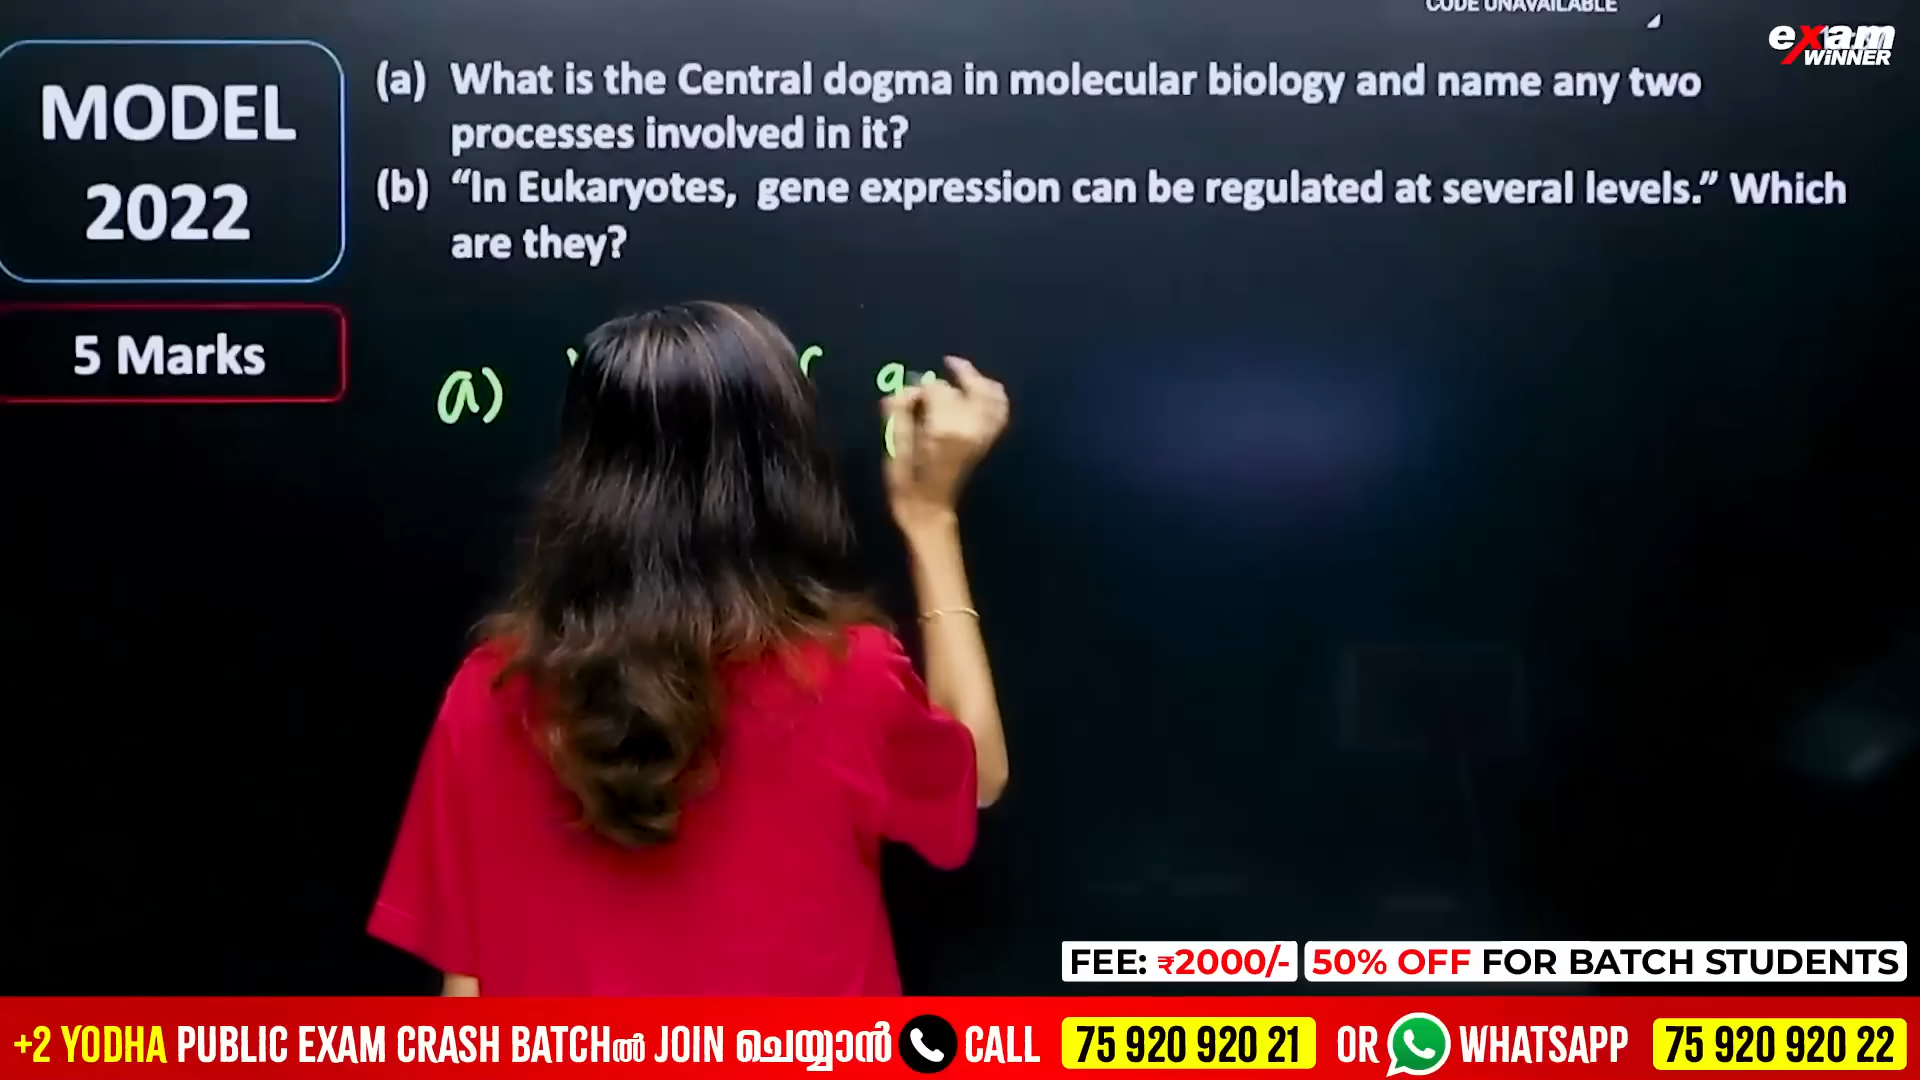 CODE UNAVAILABLE
exam
WINNER
MODEL
2022
5 Marks
(a) What is the Central dogma in molecular biology and name any two
processes involved in it?
(b) “In Eukaryotes, gene expression can be regulated at several levels.” Which
are they?
a)
FEE: ₹2000/- 50% OFF FOR BATCH STUDENTS
+2 YODHA PUBLIC EXAM CRASH BATCHൽ JOIN ചെയ്യാൻ CALL 75 920 920 21 OR WHATSAPP 75 920 920 22